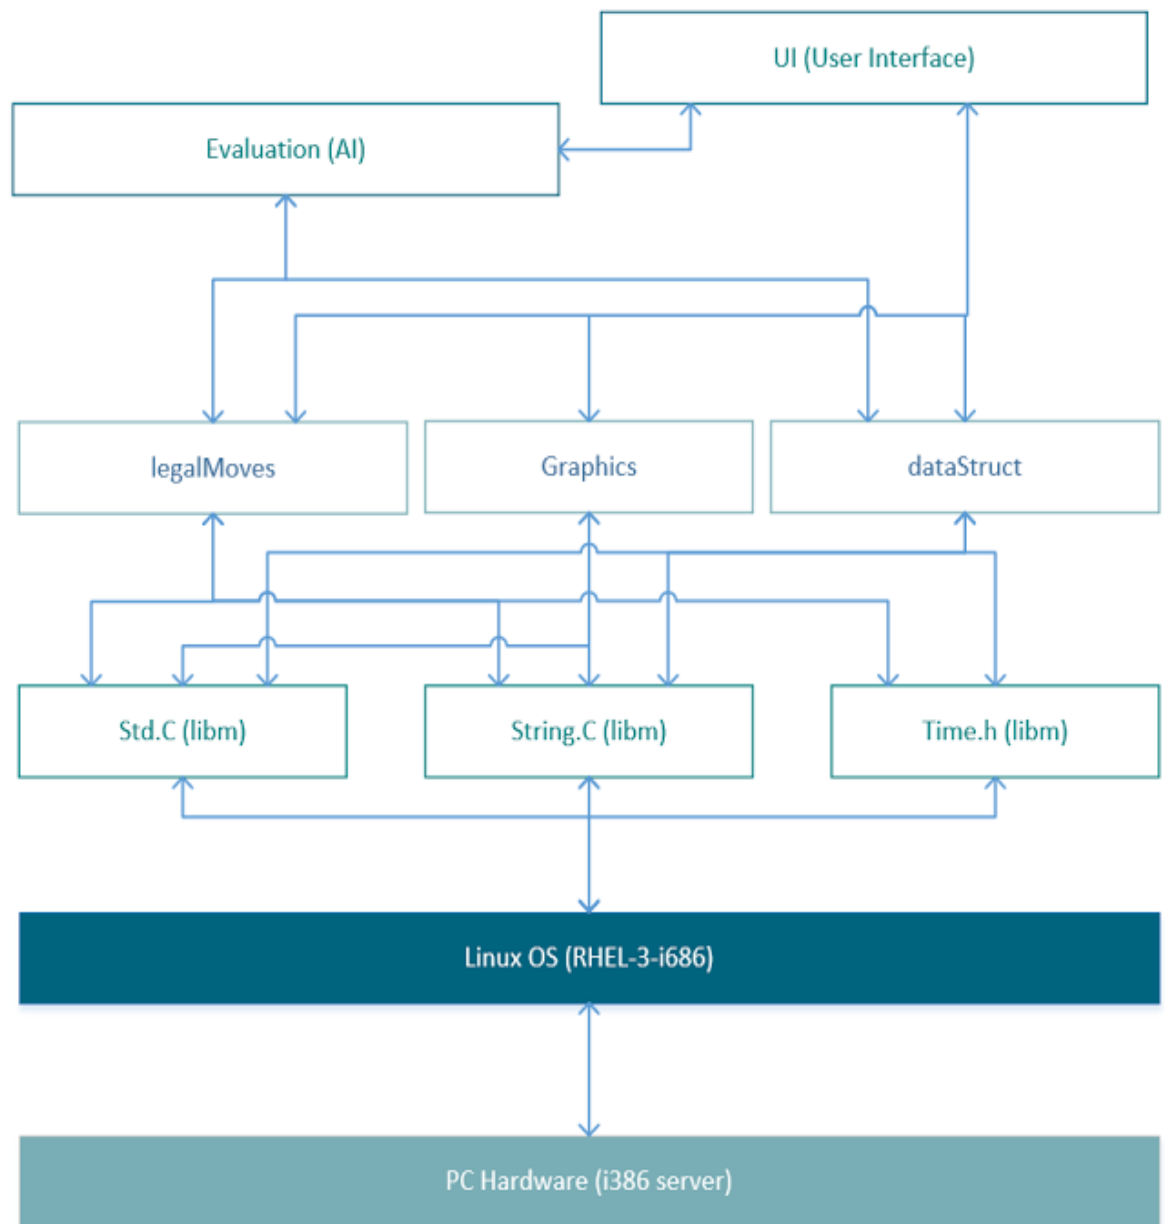 UI (User Interface)
Evaluation (AI)
legalMoves
Graphics
dataStruct
Std.C (libm)
String.C (libm)
Time.h (libm)
Linux OS (RHEL-3-i686)
PC Hardware (i386 server)